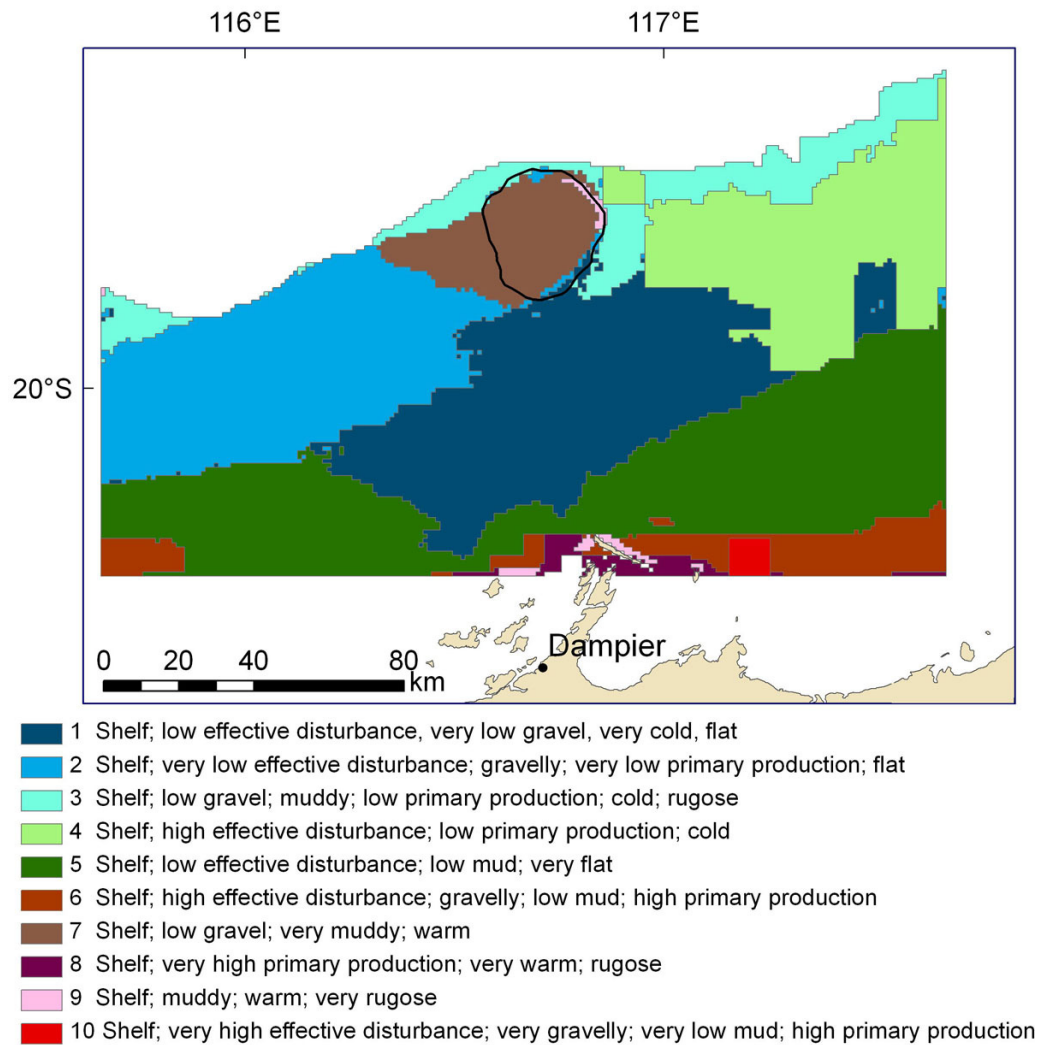 116°E 117°E
20°S
Dampier
0 20 40 80
km
1 Shelf; low effective disturbance, very low gravel, very cold, flat
2 Shelf; very low effective disturbance; gravelly; very low primary production; flat
3 Shelf; low gravel; muddy; low primary production; cold; rugose
4 Shelf; high effective disturbance; low primary production; cold
5 Shelf; low effective disturbance; low mud; very flat
6 Shelf; high effective disturbance; gravelly; low mud; high primary production
7 Shelf; low gravel; very muddy; warm
8 Shelf; very high primary production; very warm; rugose
9 Shelf; muddy; warm; very rugose
10 Shelf; very high effective disturbance; very gravelly; very low mud; high primary production